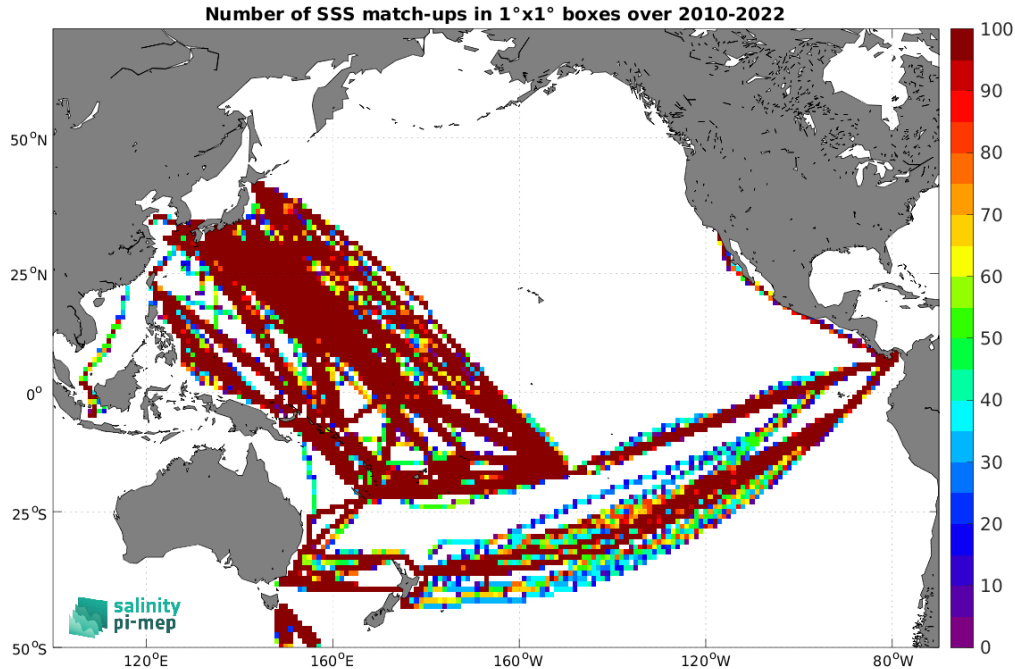 Number of SSS match-ups in 1°x1° boxes over 2010-2022
100
90
80
70
60
50
40
30
20
10
0
50°N
25°N
0°
25°S
50°S
120°E
160°E
160°W
120°W
80°W
salinity
pi-mep